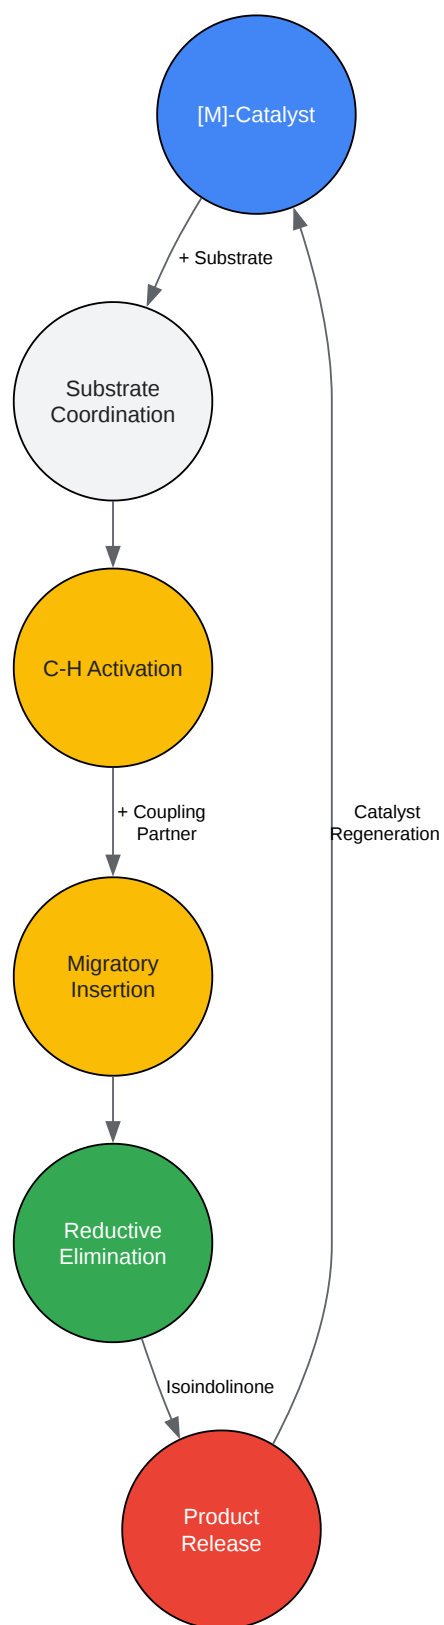 [M]-Catalyst
+ Substrate
Substrate
Coordination
C-H Activation
+ Coupling
Partner
Catalyst
Regeneration
Migratory
Insertion
Reductive
Elimination
Isoindolinone
Product
Release